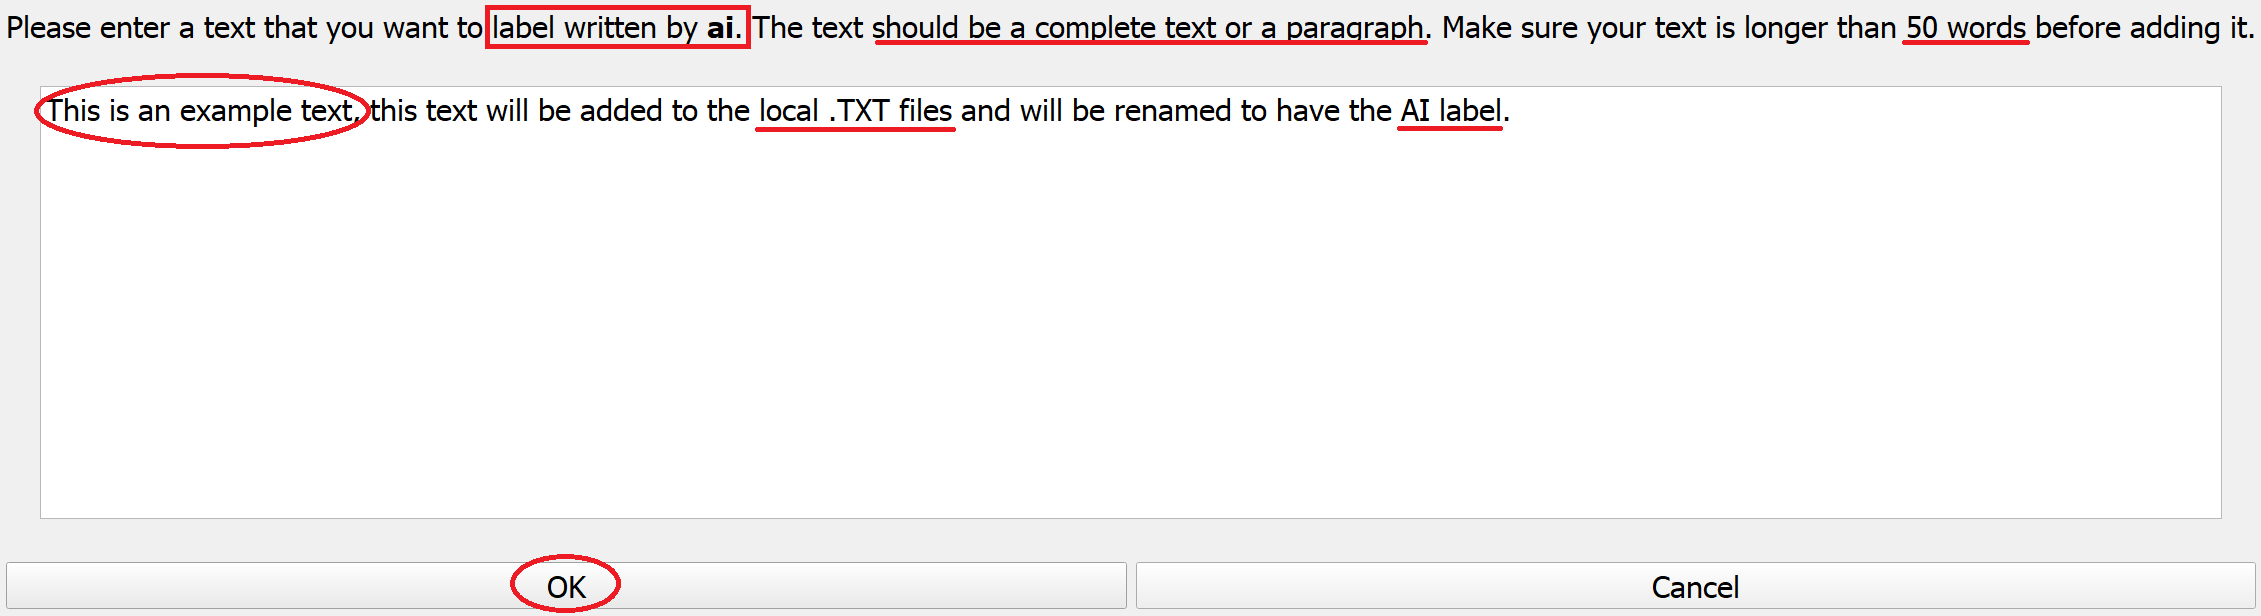 Please enter a text that you want to label written by ai. The text should be a complete text or a paragraph. Make sure your text is longer than 50 words before adding it.
This is an example text, this text will be added to the local .TXT files and will be renamed to have the AI label.
OK
Cancel